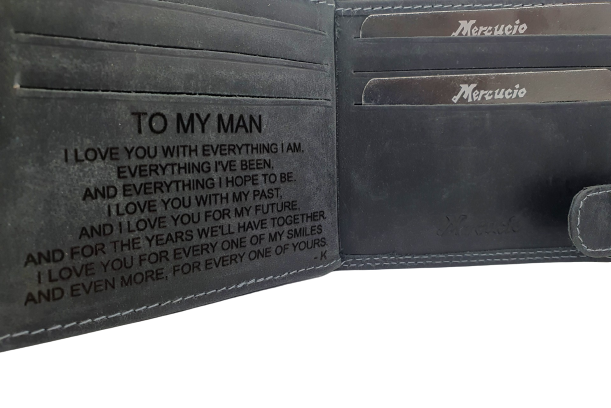 TO MY MAN
I LOVE YOU WITH EVERYTHING I AM,
EVERYTHING I'VE BEEN,
AND EVERYTHING I HOPE TO BE.
I LOVE YOU WITH MY PAST,
AND I LOVE YOU FOR MY FUTURE.
AND FOR THE YEARS WE'LL HAVE TOGETHER.
I LOVE YOU FOR EVERY ONE OF MY SMILES
AND EVEN MORE, FOR EVERY ONE OF YOURS.
- K
Mercucio
Mercucio